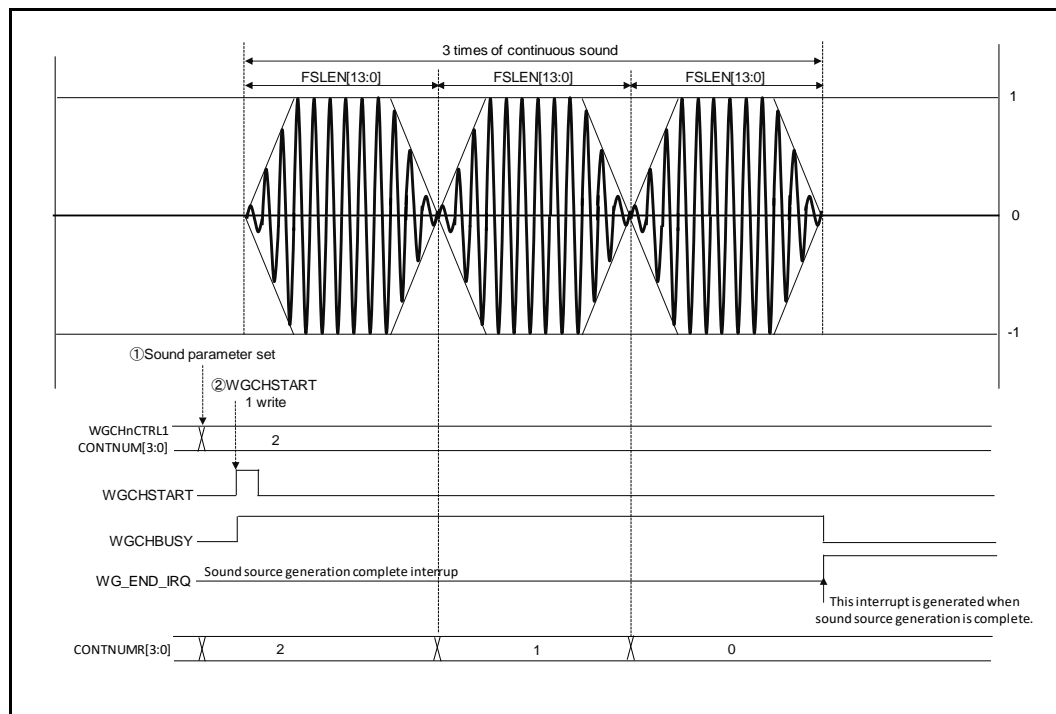 3 times of continuous sound
FSLEN[13:0] FSLEN[13:0] FSLEN[13:0]
1
0
-1
①Sound parameter set
②WGCHSTART
1 write
WGCHnCTRL1
CONTNUM[3:0]
2
WGCHSTART
WGCHBUSY
Sound source generation complete interrup
WG_END_IRQ
This interrupt is generated when
sound source generation is complete.
CONTNUMR[3:0] 2 1 0